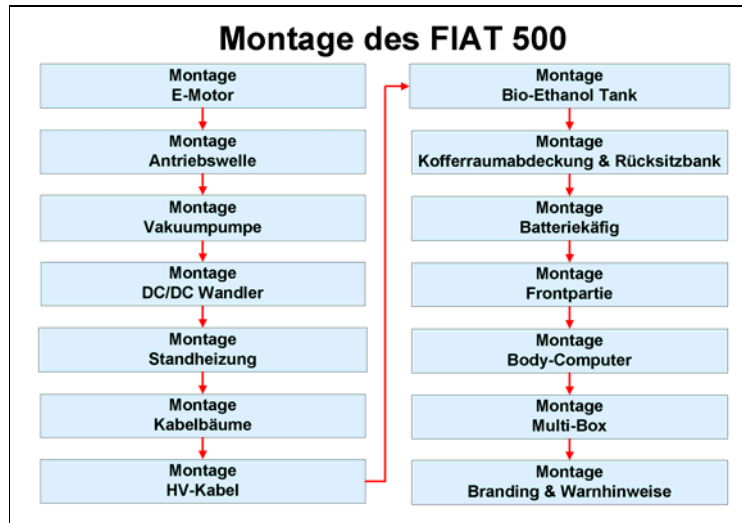 Montage des FIAT 500
Montage
E-Motor
Montage
Antriebswelle
Montage
Vakuumpumpe
Montage
DC/DC Wandler
Montage
Standheizung
Montage
Kabelbäume
Montage
HV-Kabel
Montage
Bio-Ethanol Tank
Montage
Kofferraumabdeckung & Rücksitzbank
Montage
Batteriekäfig
Montage
Frontpartie
Montage
Body-Computer
Montage
Multi-Box
Montage
Branding & Warnhinweise